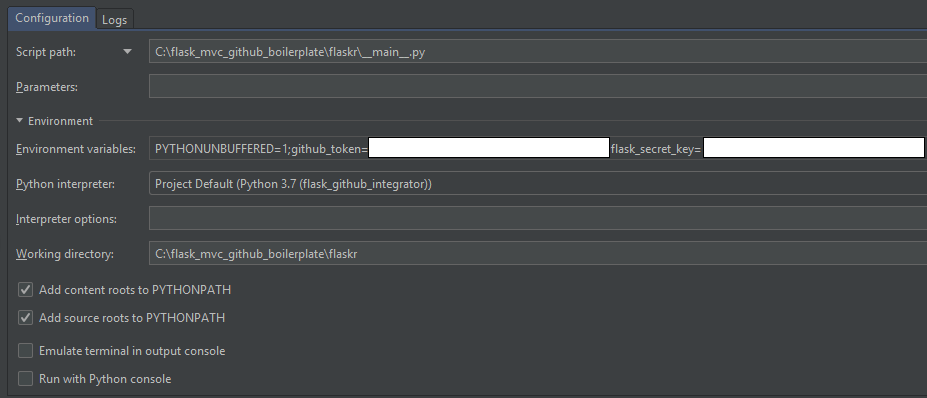 Configuration Logs
Script path: C:\flask_mvc_github_boilerplate\flaskr\__main__.py
Parameters:
Environment
Environment variables: PYTHONUNBUFFERED=1;github_token= flask_secret_key=
Python interpreter: Project Default (Python 3.7 (flask_github_integrator))
Interpreter options:
Working directory: C:\flask_mvc_github_boilerplate\flaskr
Add content roots to PYTHONPATH
Add source roots to PYTHONPATH
Emulate terminal in output console
Run with Python console